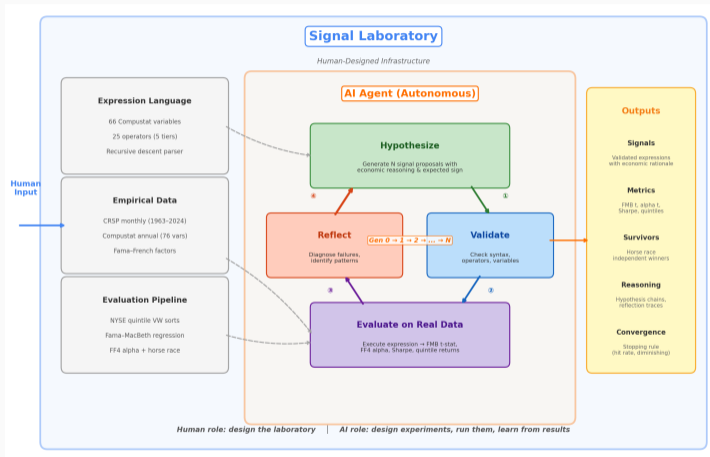 Signal Laboratory
Human-Designed Infrastructure
Human
Input
Expression Language
66 Compustat variables
25 operators (5 tiers)
Recursive descent parser
Empirical Data
CRSP monthly (1963–2024)
Compustat annual (76 vars)
Fama–French factors
Evaluation Pipeline
NYSE quintile VW sorts
Fama–MacBeth regression
FF4 alpha + horse race
AI Agent (Autonomous)
Hypothesize
Generate N signal proposals with
economic reasoning & expected sign
④
①
Reflect
Diagnose failures,
identify patterns
Gen 0 → 1 → 2 → ... → N
Validate
Check syntax,
operators, variables
③
②
Evaluate on Real Data
Execute expression → FMB t-stat,
FF4 alpha, Sharpe, quintile returns
Outputs
Signals
Validated expressions
with economic rationale
Metrics
FMB t, alpha t,
Sharpe, quintiles
Survivors
Horse race
independent winners
Reasoning
Hypothesis chains,
reflection traces
Convergence
Stopping rule
(hit rate, diminishing)
Human role: design the laboratory | AI role: design experiments, run them, learn from results